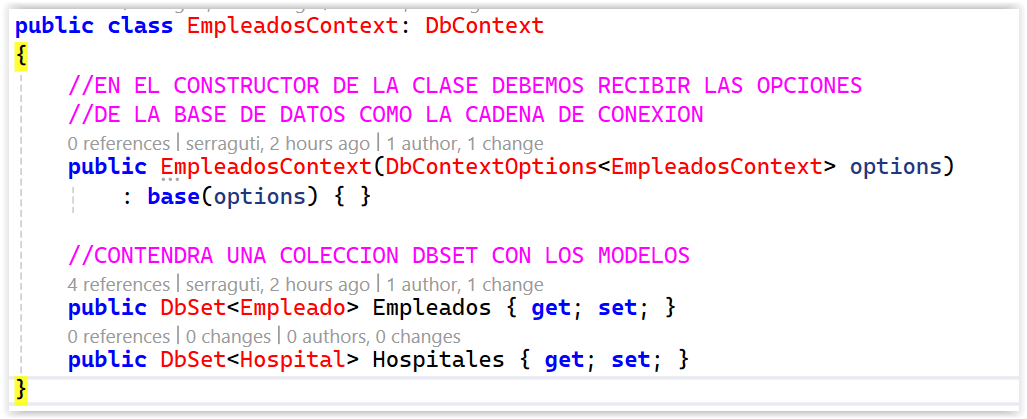 public class EmpleadosContext: DbContext
{
//EN EL CONSTRUCTOR DE LA CLASE DEBEMOS RECIBIR LAS OPCIONES
//DE LA BASE DE DATOS COMO LA CADENA DE CONEXION
0 references | serraguti, 2 hours ago | 1 author, 1 change
public EmpleadosContext(DbContextOptions<EmpleadosContext> options)
: base(options) { }
//CONTENDRA UNA COLECCION DBSET CON LOS MODELOS
4 references | serraguti, 2 hours ago | 1 author, 1 change
public DbSet<Empleado> Empleados { get; set; }
0 references | 0 changes | 0 authors, 0 changes
public DbSet<Hospital> Hospitales { get; set; }
}